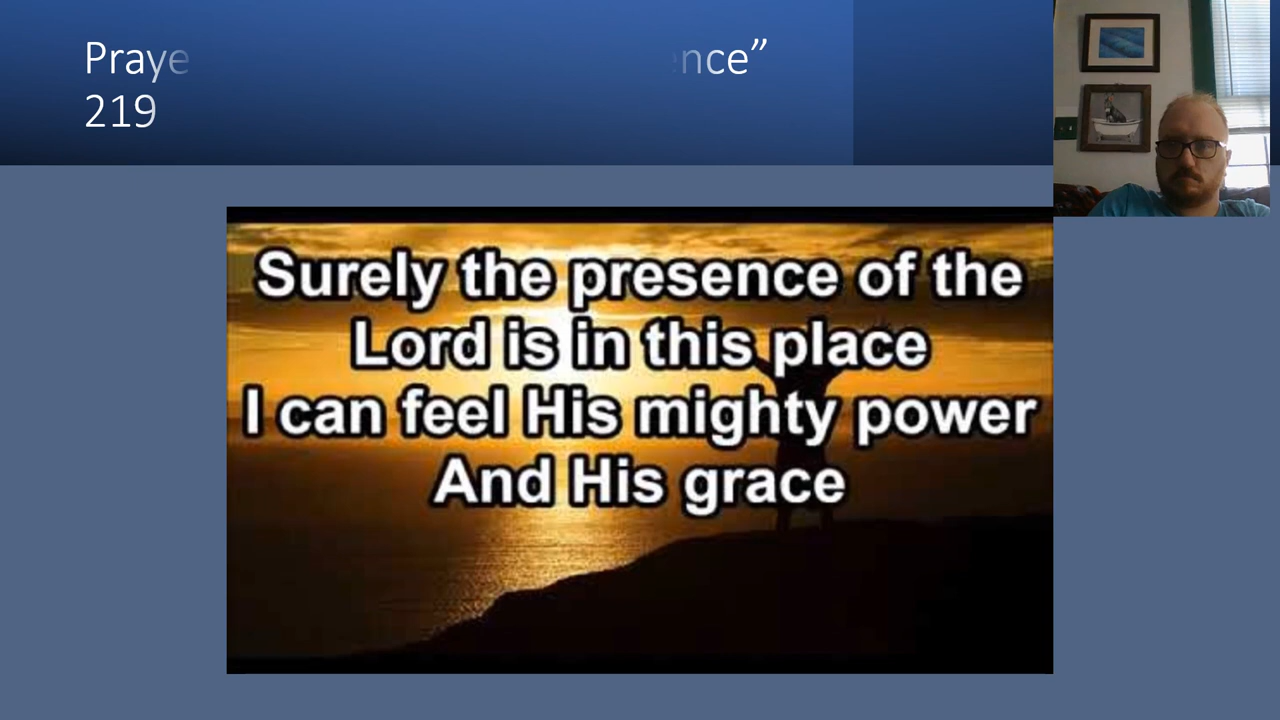 nce”
219
Surely the presence of the
Lord is in this place
I can feel His mighty power
And His grace